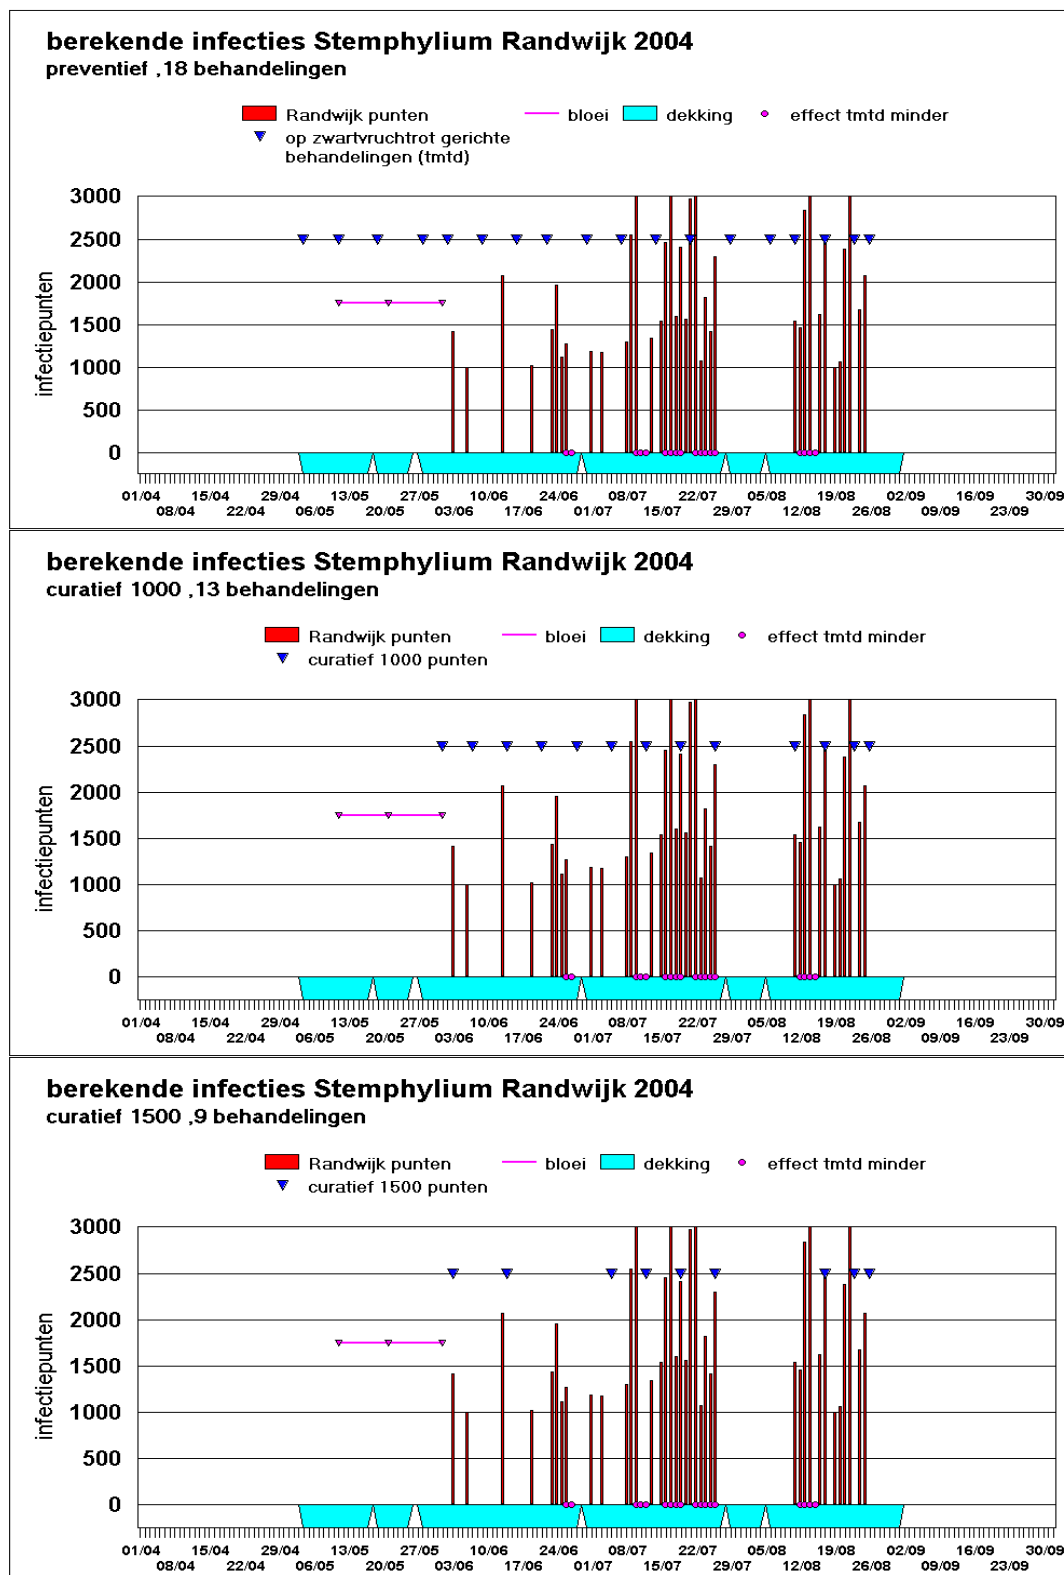 berekende infecties Stemphylium Randwijk 2004
preventief ,18 behandelingen
Randwijk punten bloei dekking effect tmtd minder
op zwartvruchtrot gerichte
behandelingen (tmtd)
infectiepunten
3000
2500
2000
1500
1000
500
0
01/04 15/04 29/04 13/05 27/05 10/06 24/06 08/07 22/07 05/08 19/08 02/09 16/09 30/09
08/04 22/04 06/05 20/05 03/06 17/06 01/07 15/07 29/07 12/08 26/08 09/09 23/09
berekende infecties Stemphylium Randwijk 2004
curatief 1000 ,13 behandelingen
Randwijk punten bloei dekking effect tmtd minder
curatief 1000 punten
infectiepunten
3000
2500
2000
1500
1000
500
0
01/04 15/04 29/04 13/05 27/05 10/06 24/06 08/07 22/07 05/08 19/08 02/09 16/09 30/09
08/04 22/04 06/05 20/05 03/06 17/06 01/07 15/07 29/07 12/08 26/08 09/09 23/09
berekende infecties Stemphylium Randwijk 2004
curatief 1500 ,9 behandelingen
Randwijk punten bloei dekking effect tmtd minder
curatief 1500 punten
infectiepunten
3000
2500
2000
1500
1000
500
0
01/04 15/04 29/04 13/05 27/05 10/06 24/06 08/07 22/07 05/08 19/08 02/09 16/09 30/09
08/04 22/04 06/05 20/05 03/06 17/06 01/07 15/07 29/07 12/08 26/08 09/09 23/09